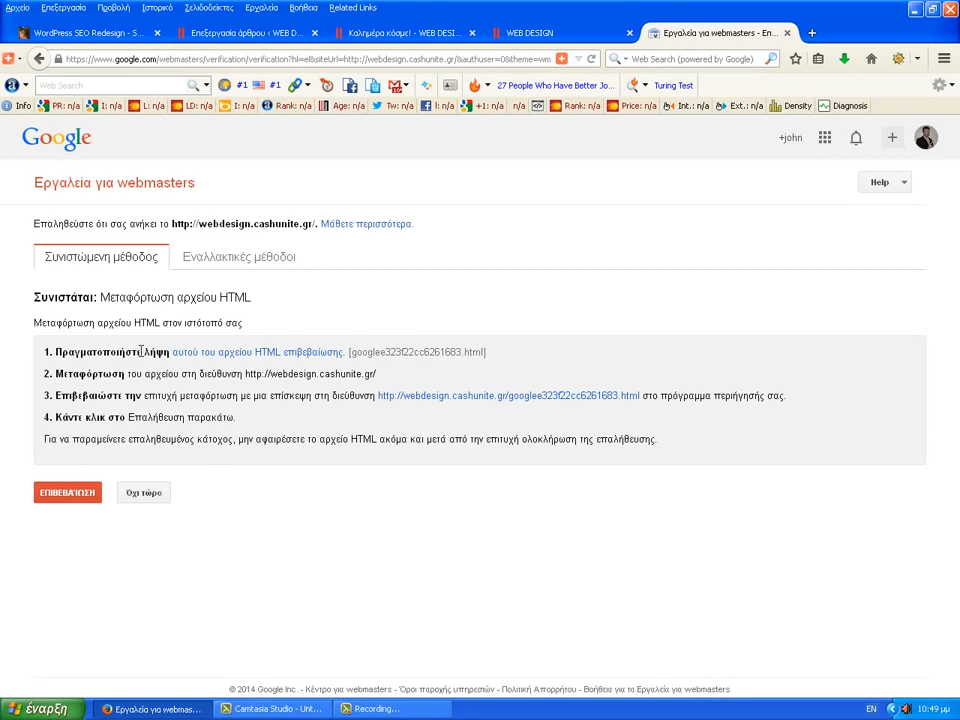 Αρχείο Επεξεργασία Προβολή Ιστορικό Σελιδοδείκτες Εργαλεία Βοήθεια Related Links
WordPress SEO Redesign - S... Επεξεργασία άρθρου ‹ WEB D... Καλημέρα κόσμε! - WEB DESI... WEB DESIGN Εργαλεία για webmasters - Επ...
https://www.google.com/webmasters/verification/verification?hl=el&siteUrl=http://webdesign.cashunite.gr/&authuser=0&theme=wm Web Search (powered by Google)
Web Search #1 #1 27 People Who Have Better Jo... Turing Test
Info PR: n/a I: n/a L: n/a LD: n/a I: n/a Rank: n/a Age: n/a Tw: n/a l: n/a +1: n/a n/a Rank: n/a Price: n/a Int.: n/a Ext.: n/a Density Diagnosis
Google +john
Εργαλεία για webmasters Help
Επαληθεύστε ότι σας ανήκει το http://webdesign.cashunite.gr/. Μάθετε περισσότερα.
Συνιστώμενη μέθοδος Εναλλακτικές μέθοδοι
Συνιστάται: Μεταφόρτωση αρχείου HTML
Μεταφόρτωση αρχείου HTML στον ιστότοπό σας
1. Πραγματοποιήστε λήψη αυτού του αρχείου HTML επιβεβαίωσης. [googlee323f22cc6261683.html]
2. Μεταφόρτωση του αρχείου στη διεύθυνση http://webdesign.cashunite.gr/
3. Επιβεβαιώστε την επιτυχή μεταφόρτωση με μια επίσκεψη στη διεύθυνση http://webdesign.cashunite.gr/googlee323f22cc6261683.html στο πρόγραμμα περιήγησής σας.
4. Κάντε κλικ στο Επαλήθευση παρακάτω.
Για να παραμείνετε επαληθευμένος κάτοχος, μην αφαιρέσετε το αρχείο HTML ακόμα και μετά από την επιτυχή ολοκλήρωση της επαλήθευσης.
ΕΠΙΒΕΒΑΊΩΣΗ Όχι τώρα
© 2014 Google Inc. - Κέντρο για webmasters - Όροι παροχής υπηρεσιών - Πολιτική Απορρήτου - Βοήθεια για τα Εργαλεία για webmasters
έναρξη Εργαλεία για webmas... Camtasia Studio - Unt... Recording... EN 10:49 μμ